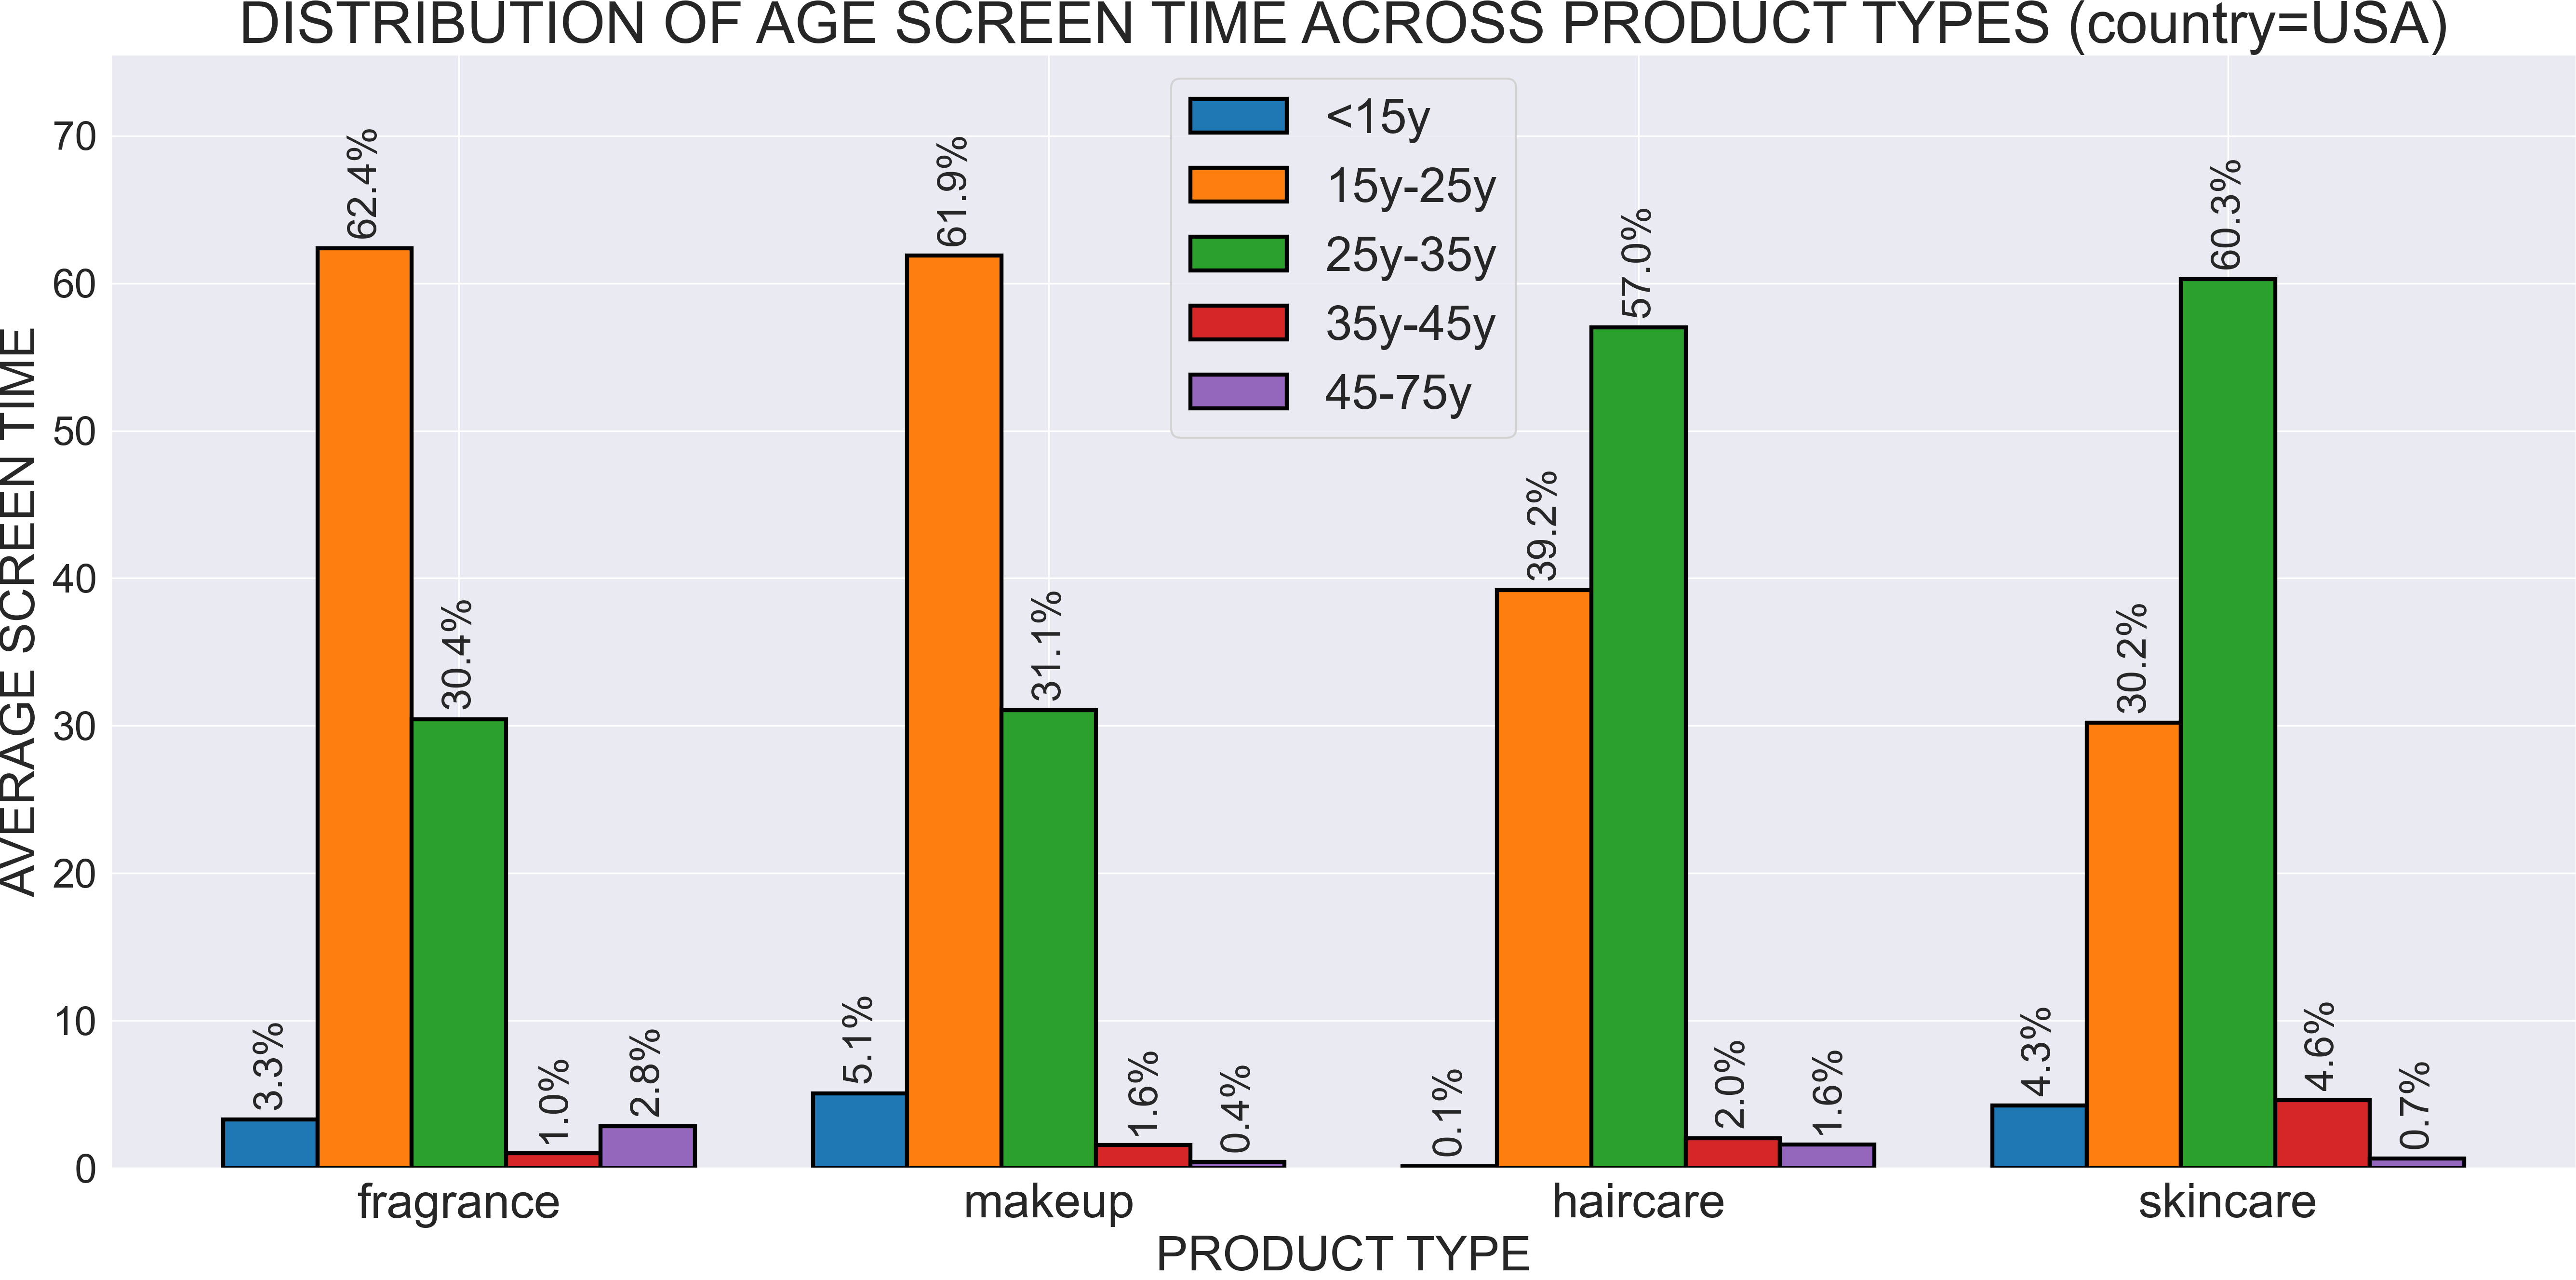 DISTRIBUTION OF AGE SCREEN TIME ACROSS PRODUCT TYPES (country=USA)
AVERAGE SCREEN TIME
70
60
50
40
30
20
10
0
<15y
15y-25y
25y-35y
35y-45y
45-75y
3.3%
62.4%
30.4%
1.0%
2.8%
5.1%
61.9%
31.1%
1.6%
0.4%
0.1%
39.2%
57.0%
2.0%
1.6%
4.3%
30.2%
60.3%
4.6%
0.7%
fragrance
makeup
haircare
skincare
PRODUCT TYPE